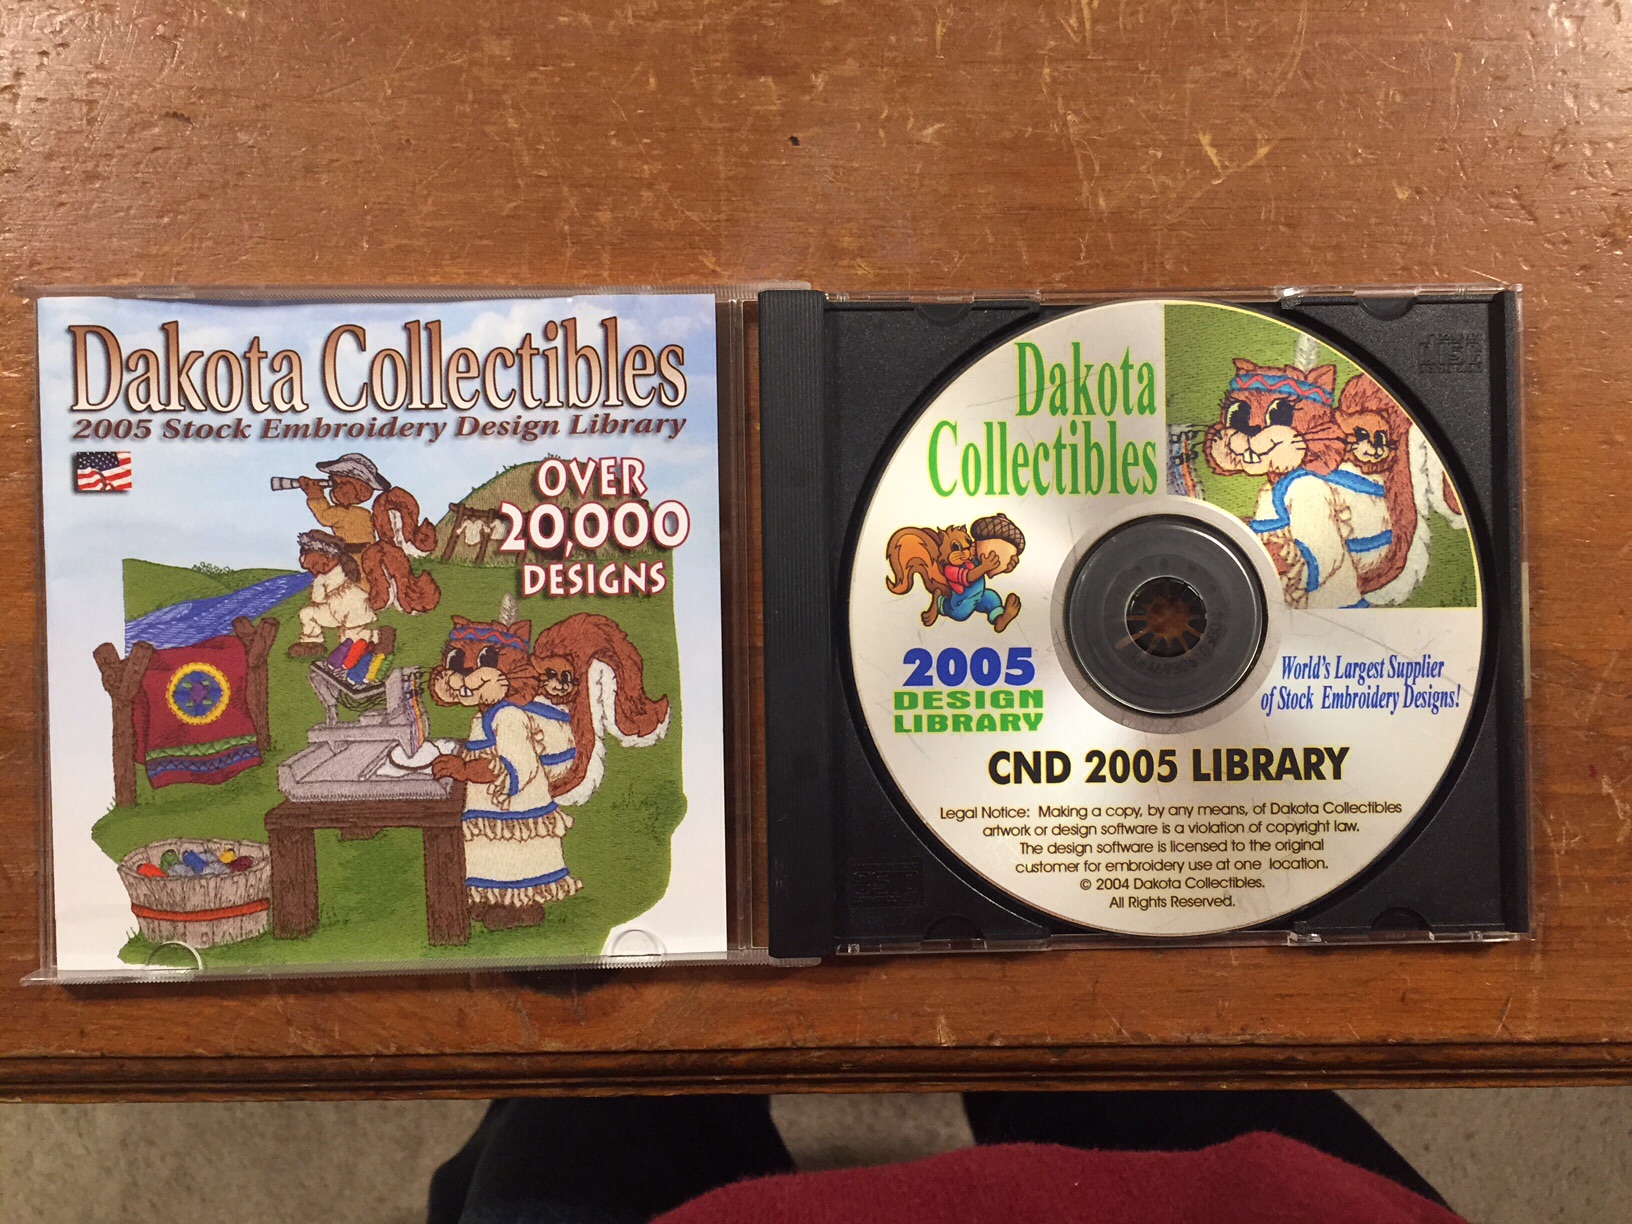 Dakota Collectibles
2005 Stock Embroidery Design Library
OVER
20,000
DESIGNS
Dakota
Collectibles
2005
DESIGN
LIBRARY
World's Largest Supplier
of Stock Embroidery Designs!
CND 2005 LIBRARY
Legal Notice: Making a copy, by any means, of Dakota Collectibles
artwork or design software is a violation of copyright law.
The design software is licensed to the original
customer for embroidery use at one location.
© 2004 Dakota Collectibles.
All Rights Reserved.